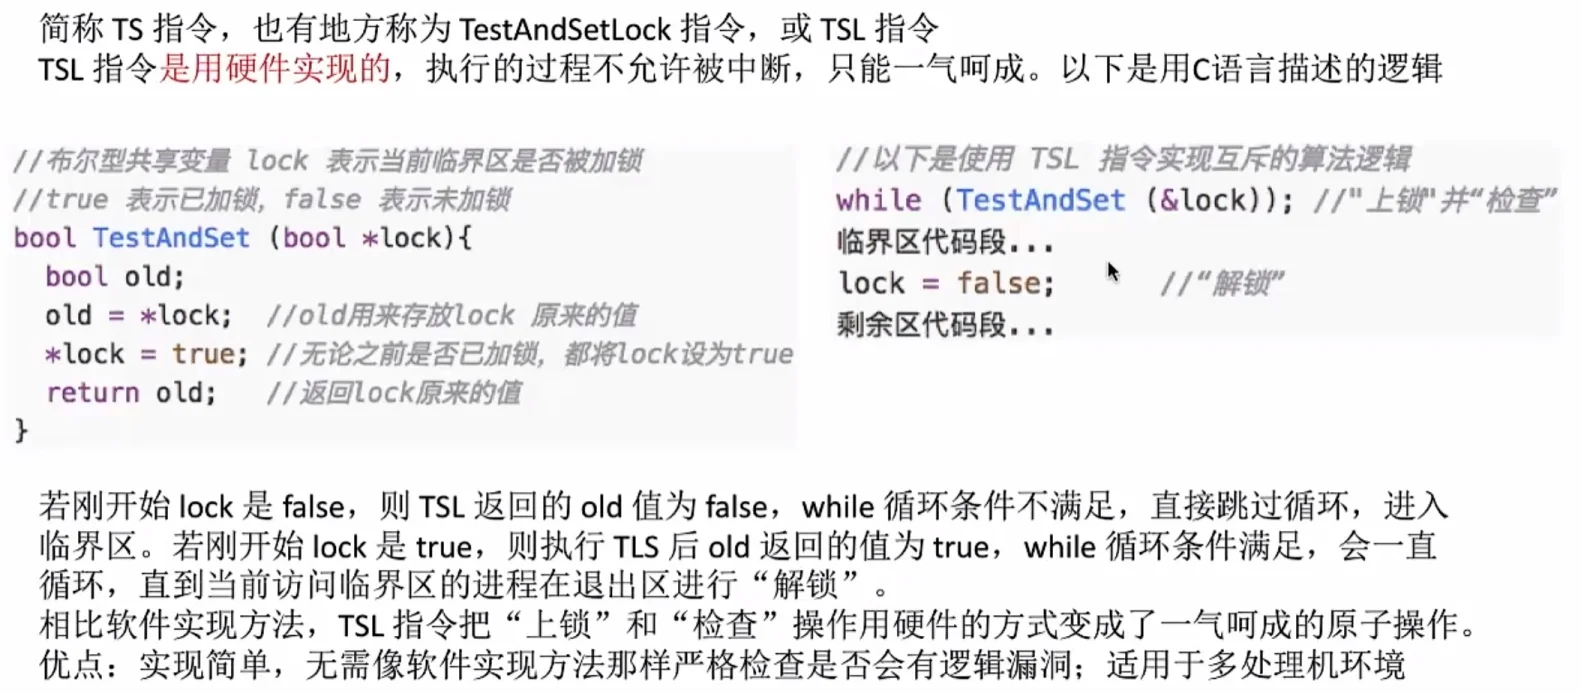 简称 TS 指令，也有地方称为 TestAndSetLock 指令，或 TSL 指令
TSL 指令是用硬件实现的，执行的过程不允许被中断，只能一气呵成。以下是用C语言描述的逻辑
//布尔型共享变量 lock 表示当前临界区是否被加锁
//true 表示已加锁，false 表示未加锁
bool TestAndSet (bool *lock){
bool old;
old = *lock; //old用来存放lock 原来的值
*lock = true; //无论之前是否已加锁，都将lock设为true
return old; //返回lock原来的值
}
//以下是使用 TSL 指令实现互斥的算法逻辑
while (TestAndSet (&lock)); //"上锁"并“检查”
临界区代码段...
lock = false; //“解锁”
剩余区代码段...
若刚开始 lock 是 false，则 TSL 返回的 old 值为 false，while 循环条件不满足，直接跳过循环，进入
临界区。若刚开始 lock 是 true，则执行 TLS 后 old 返回的值为 true，while 循环条件满足，会一直
循环，直到当前访问临界区的进程在退出区进行“解锁”。
相比软件实现方法，TSL 指令把“上锁”和“检查”操作用硬件的方式变成了一气呵成的原子操作。
优点：实现简单，无需像软件实现方法那样严格检查是否会有逻辑漏洞；适用于多处理机环境